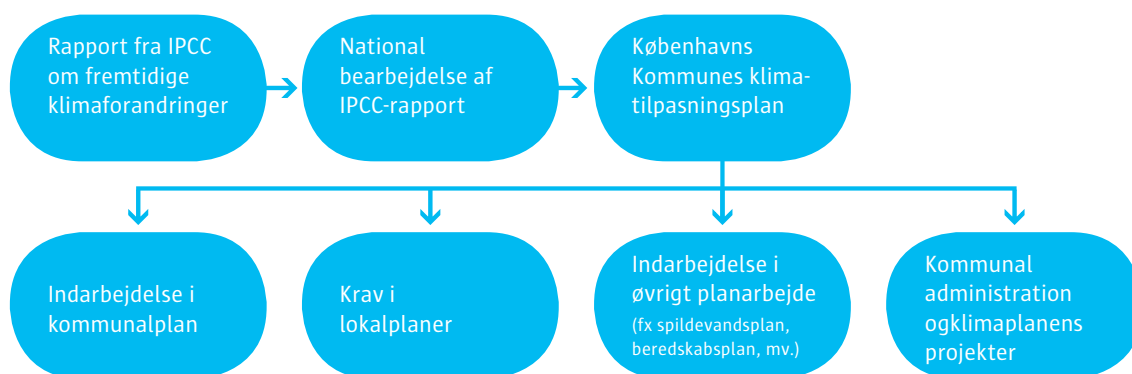 Rapport fra IPCC
om fremtidige
klimaforandringer
National
bearbejdelse af
IPCC-rapport
Københavns
Kommunes klima-
tilpasningsplan
Indarbejdelse i
kommunalplan
Krav i
lokalplaner
Indarbejdelse i
øvrigt planarbejde
(fx spildevandsplan,
beredskabsplan, mv.)
Kommunal
administration
ogklimaplanens
projekter